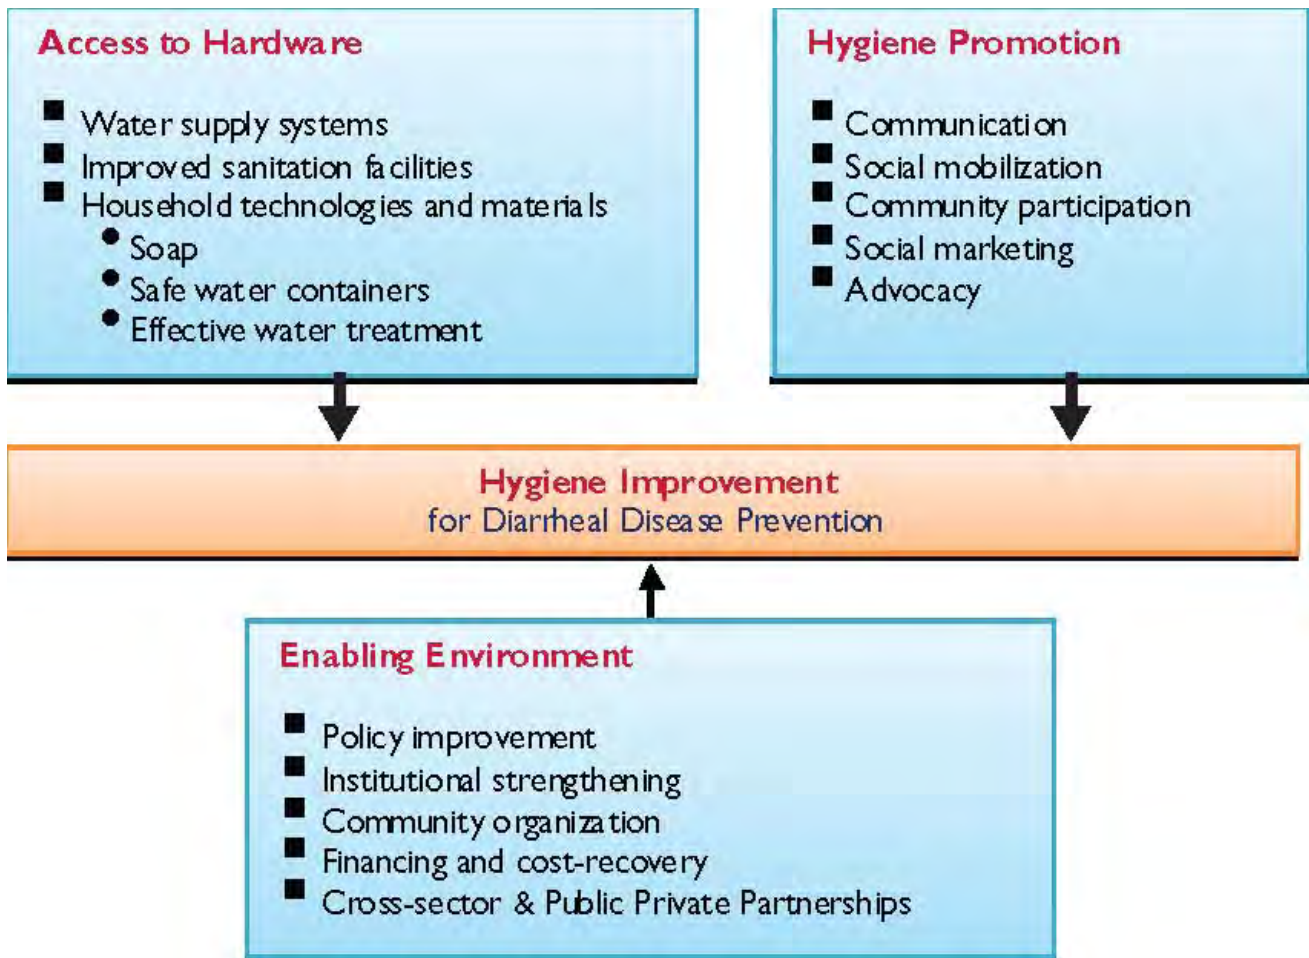 Access to Hardware
■ Water supply systems
■ Improved sanitation facilities
■ Household technologies and materials
● Soap
● Safe water containers
● Effective water treatment
Hygiene Promotion
■ Communication
■ Social mobilization
■ Community participation
■ Social marketing
■ Advocacy
Hygiene Improvement
for Diarrheal Disease Prevention
Enabling Environment
■ Policy improvement
■ Institutional strengthening
■ Community organization
■ Financing and cost-recovery
■ Cross-sector & Public Private Partnerships